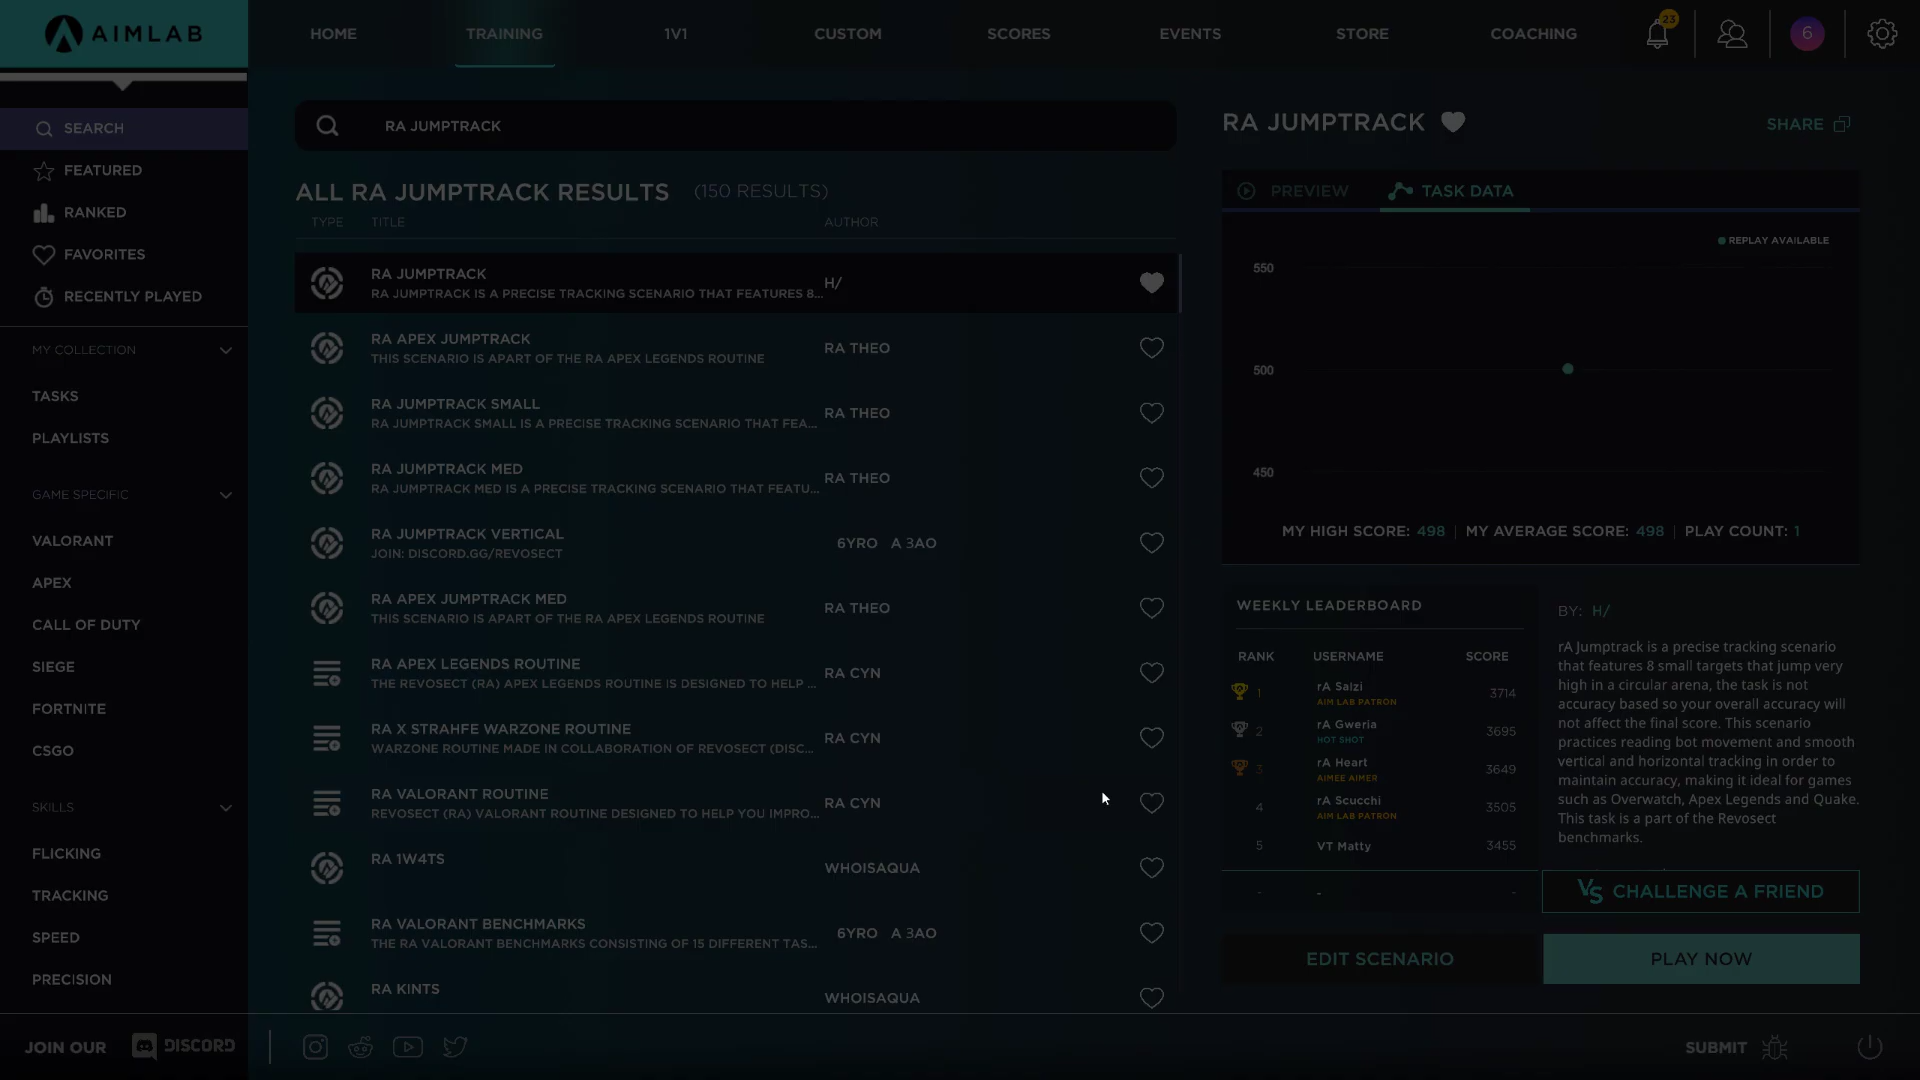 AIMLAB
HOME
TRAINING
1V1
CUSTOM
SCORES
EVENTS
STORE
COACHING
23
6
SEARCH
FEATURED
RANKED
FAVORITES
RECENTLY PLAYED
MY COLLECTION
TASKS
PLAYLISTS
GAME SPECIFIC
VALORANT
APEX
CALL OF DUTY
SIEGE
FORTNITE
CSGO
SKILLS
FLICKING
TRACKING
SPEED
PRECISION
RA JUMPTRACK
ALL RA JUMPTRACK RESULTS (150 RESULTS)
TYPE TITLE AUTHOR
RA JUMPTRACK
RA JUMPTRACK IS A PRECISE TRACKING SCENARIO THAT FEATURES 8...
H/
RA APEX JUMPTRACK
THIS SCENARIO IS APART OF THE RA APEX LEGENDS ROUTINE
RA THEO
RA JUMPTRACK SMALL
RA JUMPTRACK SMALL IS A PRECISE TRACKING SCENARIO THAT FEA...
RA THEO
RA JUMPTRACK MED
RA JUMPTRACK MED IS A PRECISE TRACKING SCENARIO THAT FEATU...
RA THEO
RA JUMPTRACK VERTICAL
JOIN: DISCORD.GG/REVOSECT
6YRO A 3AO
RA APEX JUMPTRACK MED
THIS SCENARIO IS APART OF THE RA APEX LEGENDS ROUTINE
RA THEO
RA APEX LEGENDS ROUTINE
THE REVOSECT (RA) APEX LEGENDS ROUTINE IS DESIGNED TO HELP ...
RA CYN
RA X STRAHFE WARZONE ROUTINE
WARZONE ROUTINE MADE IN COLLABORATION OF REVOSECT (DISC...
RA CYN
RA VALORANT ROUTINE
REVOSECT (RA) VALORANT ROUTINE DESIGNED TO HELP YOU IMPRO...
RA CYN
RA 1W4TS
WHOISAQUA
RA VALORANT BENCHMARKS
THE RA VALORANT BENCHMARKS CONSISTING OF 15 DIFFERENT TAS...
6YRO A 3AO
RA KINTS
WHOISAQUA
RA JUMPTRACK
SHARE
PREVIEW
TASK DATA
REPLAY AVAILABLE
550
500
450
MY HIGH SCORE: 498 | MY AVERAGE SCORE: 498 | PLAY COUNT: 1
WEEKLY LEADERBOARD
RANK USERNAME SCORE
1 rA Salzi 3714
AIM LAB PATRON
2 rA Gweria 3695
HOT SHOT
3 rA Heart 3649
AIMEE AIMER
4 rA Scucchi 3505
AIM LAB PATRON
5 VT Matty 3455
- - -
BY: H/
rA Jumptrack is a precise tracking scenario
that features 8 small targets that jump very
high in a circular arena, the task is not
accuracy based so your overall accuracy will
not affect the final score. This scenario
practices reading bot movement and smooth
vertical and horizontal tracking in order to
maintain accuracy, making it ideal for games
such as Overwatch, Apex Legends and Quake.
This task is a part of the Revosect
benchmarks.
VS CHALLENGE A FRIEND
EDIT SCENARIO
PLAY NOW
JOIN OUR DISCORD
SUBMIT